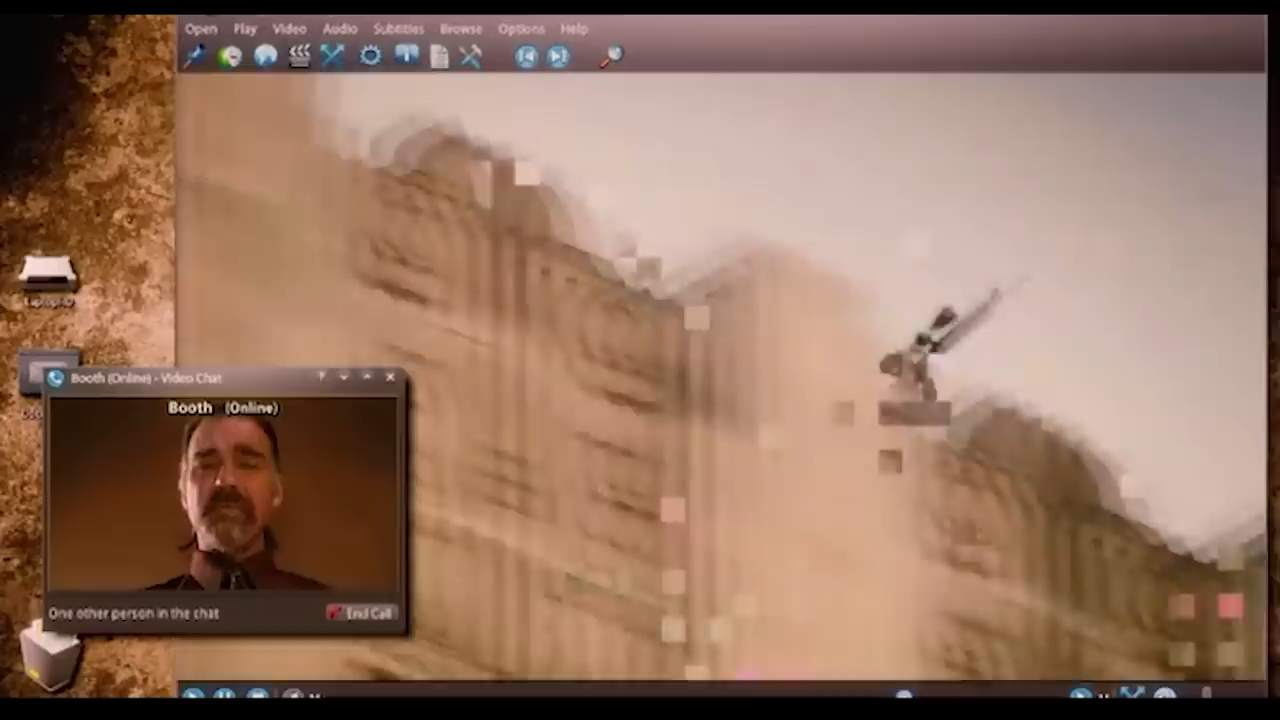 Open Play Video Audio Subtitles Browse Options Help
Booth (Online) - Video Chat
Booth (Online)
One other person in the chat
End Call